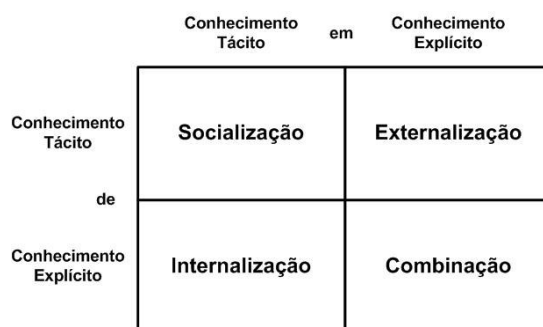 Conhecimento
Tácito
em
Conhecimento
Explícito
Conhecimento
Tácito
Socialização
Externalização
de
Conhecimento
Explícito
Internalização
Combinação